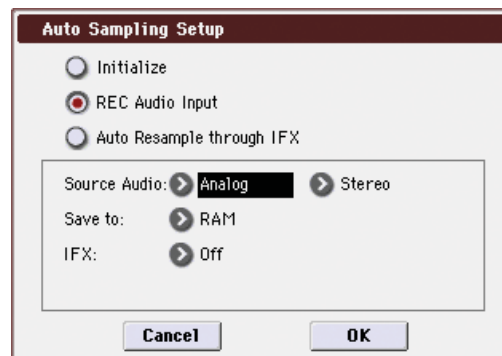 Auto Sampling Setup
Initialize
REC Audio Input
Auto Resample through IFX
Source Audio: Analog Stereo
Save to: RAM
IFX: Off
Cancel OK